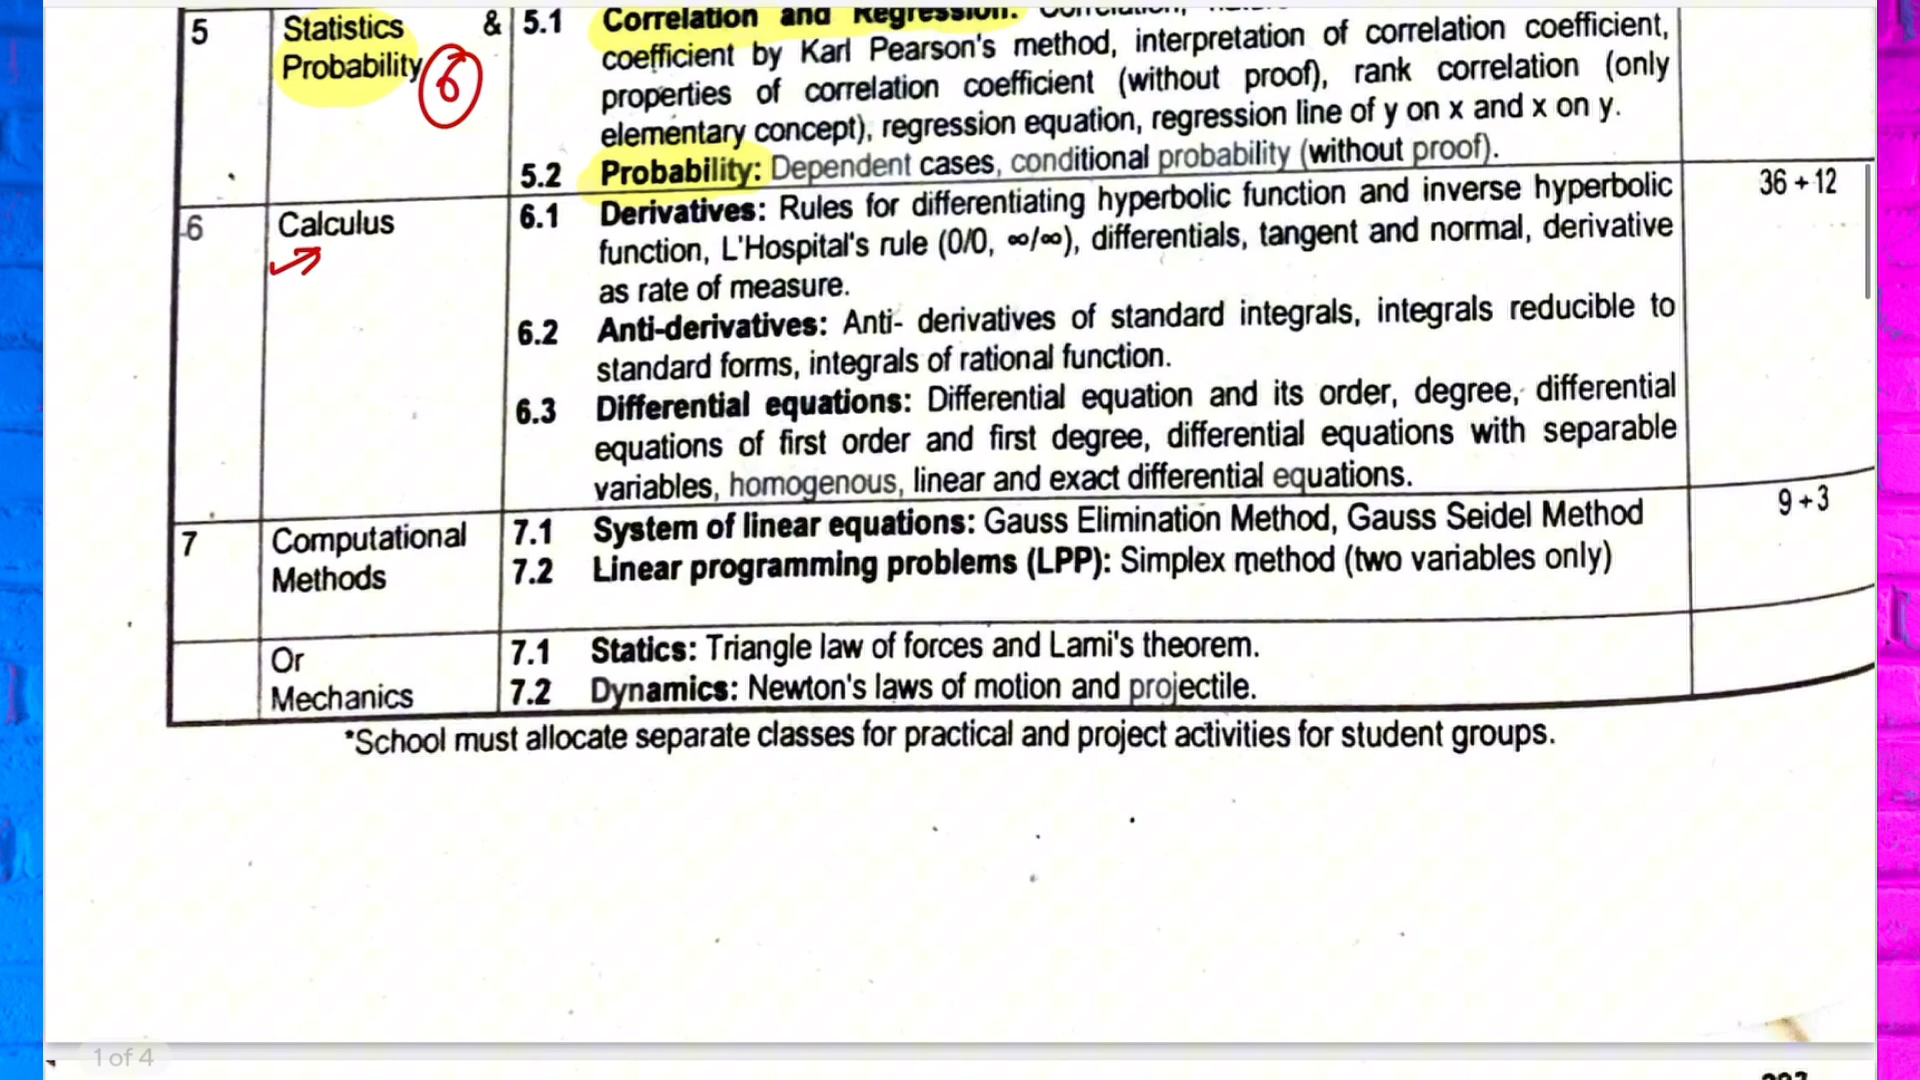 5 Statistics & 5.1 Correlation and Regression: Correlation,
Probability 6 coefficient by Karl Pearson's method, interpretation of correlation coefficient,
properties of correlation coefficient (without proof), rank correlation (only
elementary concept), regression equation, regression line of y on x and x on y.
5.2 Probability: Dependent cases, conditional probability (without proof).
6 Calculus 6.1 Derivatives: Rules for differentiating hyperbolic function and inverse hyperbolic 36 + 12
function, L'Hospital's rule (0/0, ∞/∞), differentials, tangent and normal, derivative
as rate of measure.
6.2 Anti-derivatives: Anti- derivatives of standard integrals, integrals reducible to
standard forms, integrals of rational function.
6.3 Differential equations: Differential equation and its order, degree, differential
equations of first order and first degree, differential equations with separable
variables, homogenous, linear and exact differential equations.
7 Computational 7.1 System of linear equations: Gauss Elimination Method, Gauss Seidel Method 9 + 3
Methods 7.2 Linear programming problems (LPP): Simplex method (two variables only)
Or 7.1 Statics: Triangle law of forces and Lami's theorem.
Mechanics 7.2 Dynamics: Newton's laws of motion and projectile.
*School must allocate separate classes for practical and project activities for student groups.
1 of 4